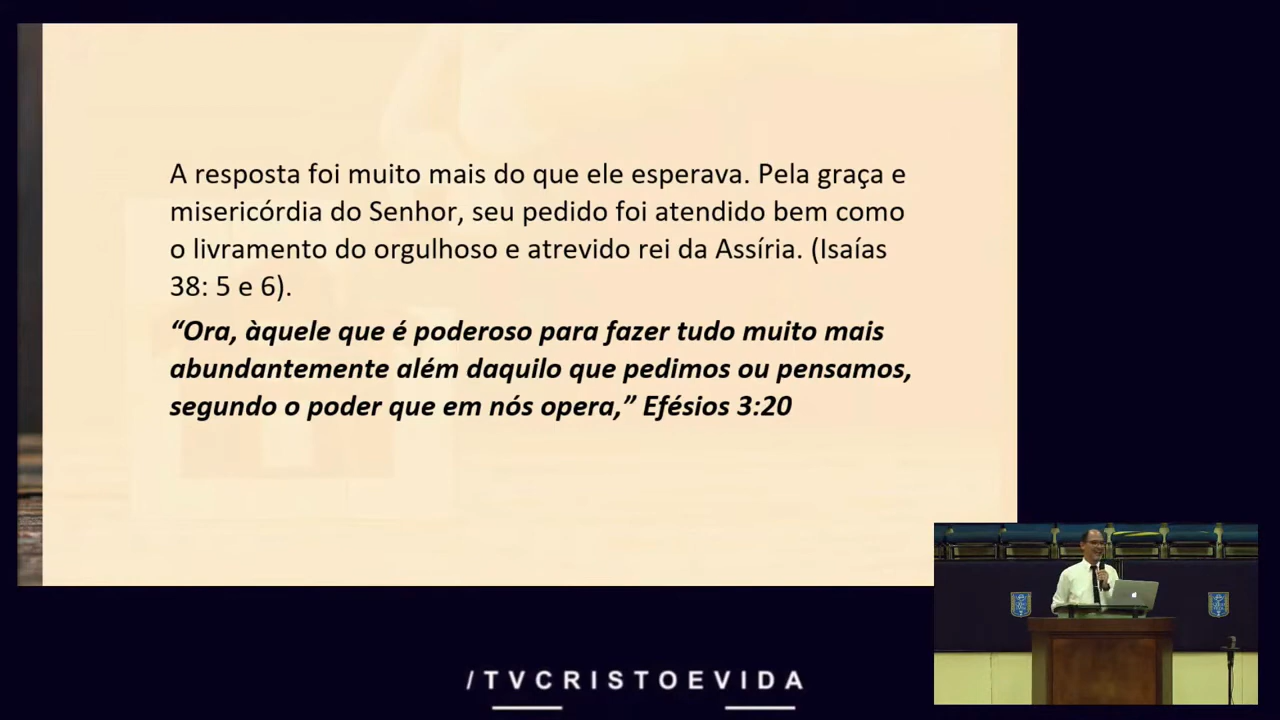 A resposta foi muito mais do que ele esperava. Pela graça e
misericórdia do Senhor, seu pedido foi atendido bem como
o livramento do orgulhoso e atrevido rei da Assíria. (Isaías
38: 5 e 6).
“Ora, àquele que é poderoso para fazer tudo muito mais
abundantemente além daquilo que pedimos ou pensamos,
segundo o poder que em nós opera,” Efésios 3:20
/TVCRISTOEVIDA